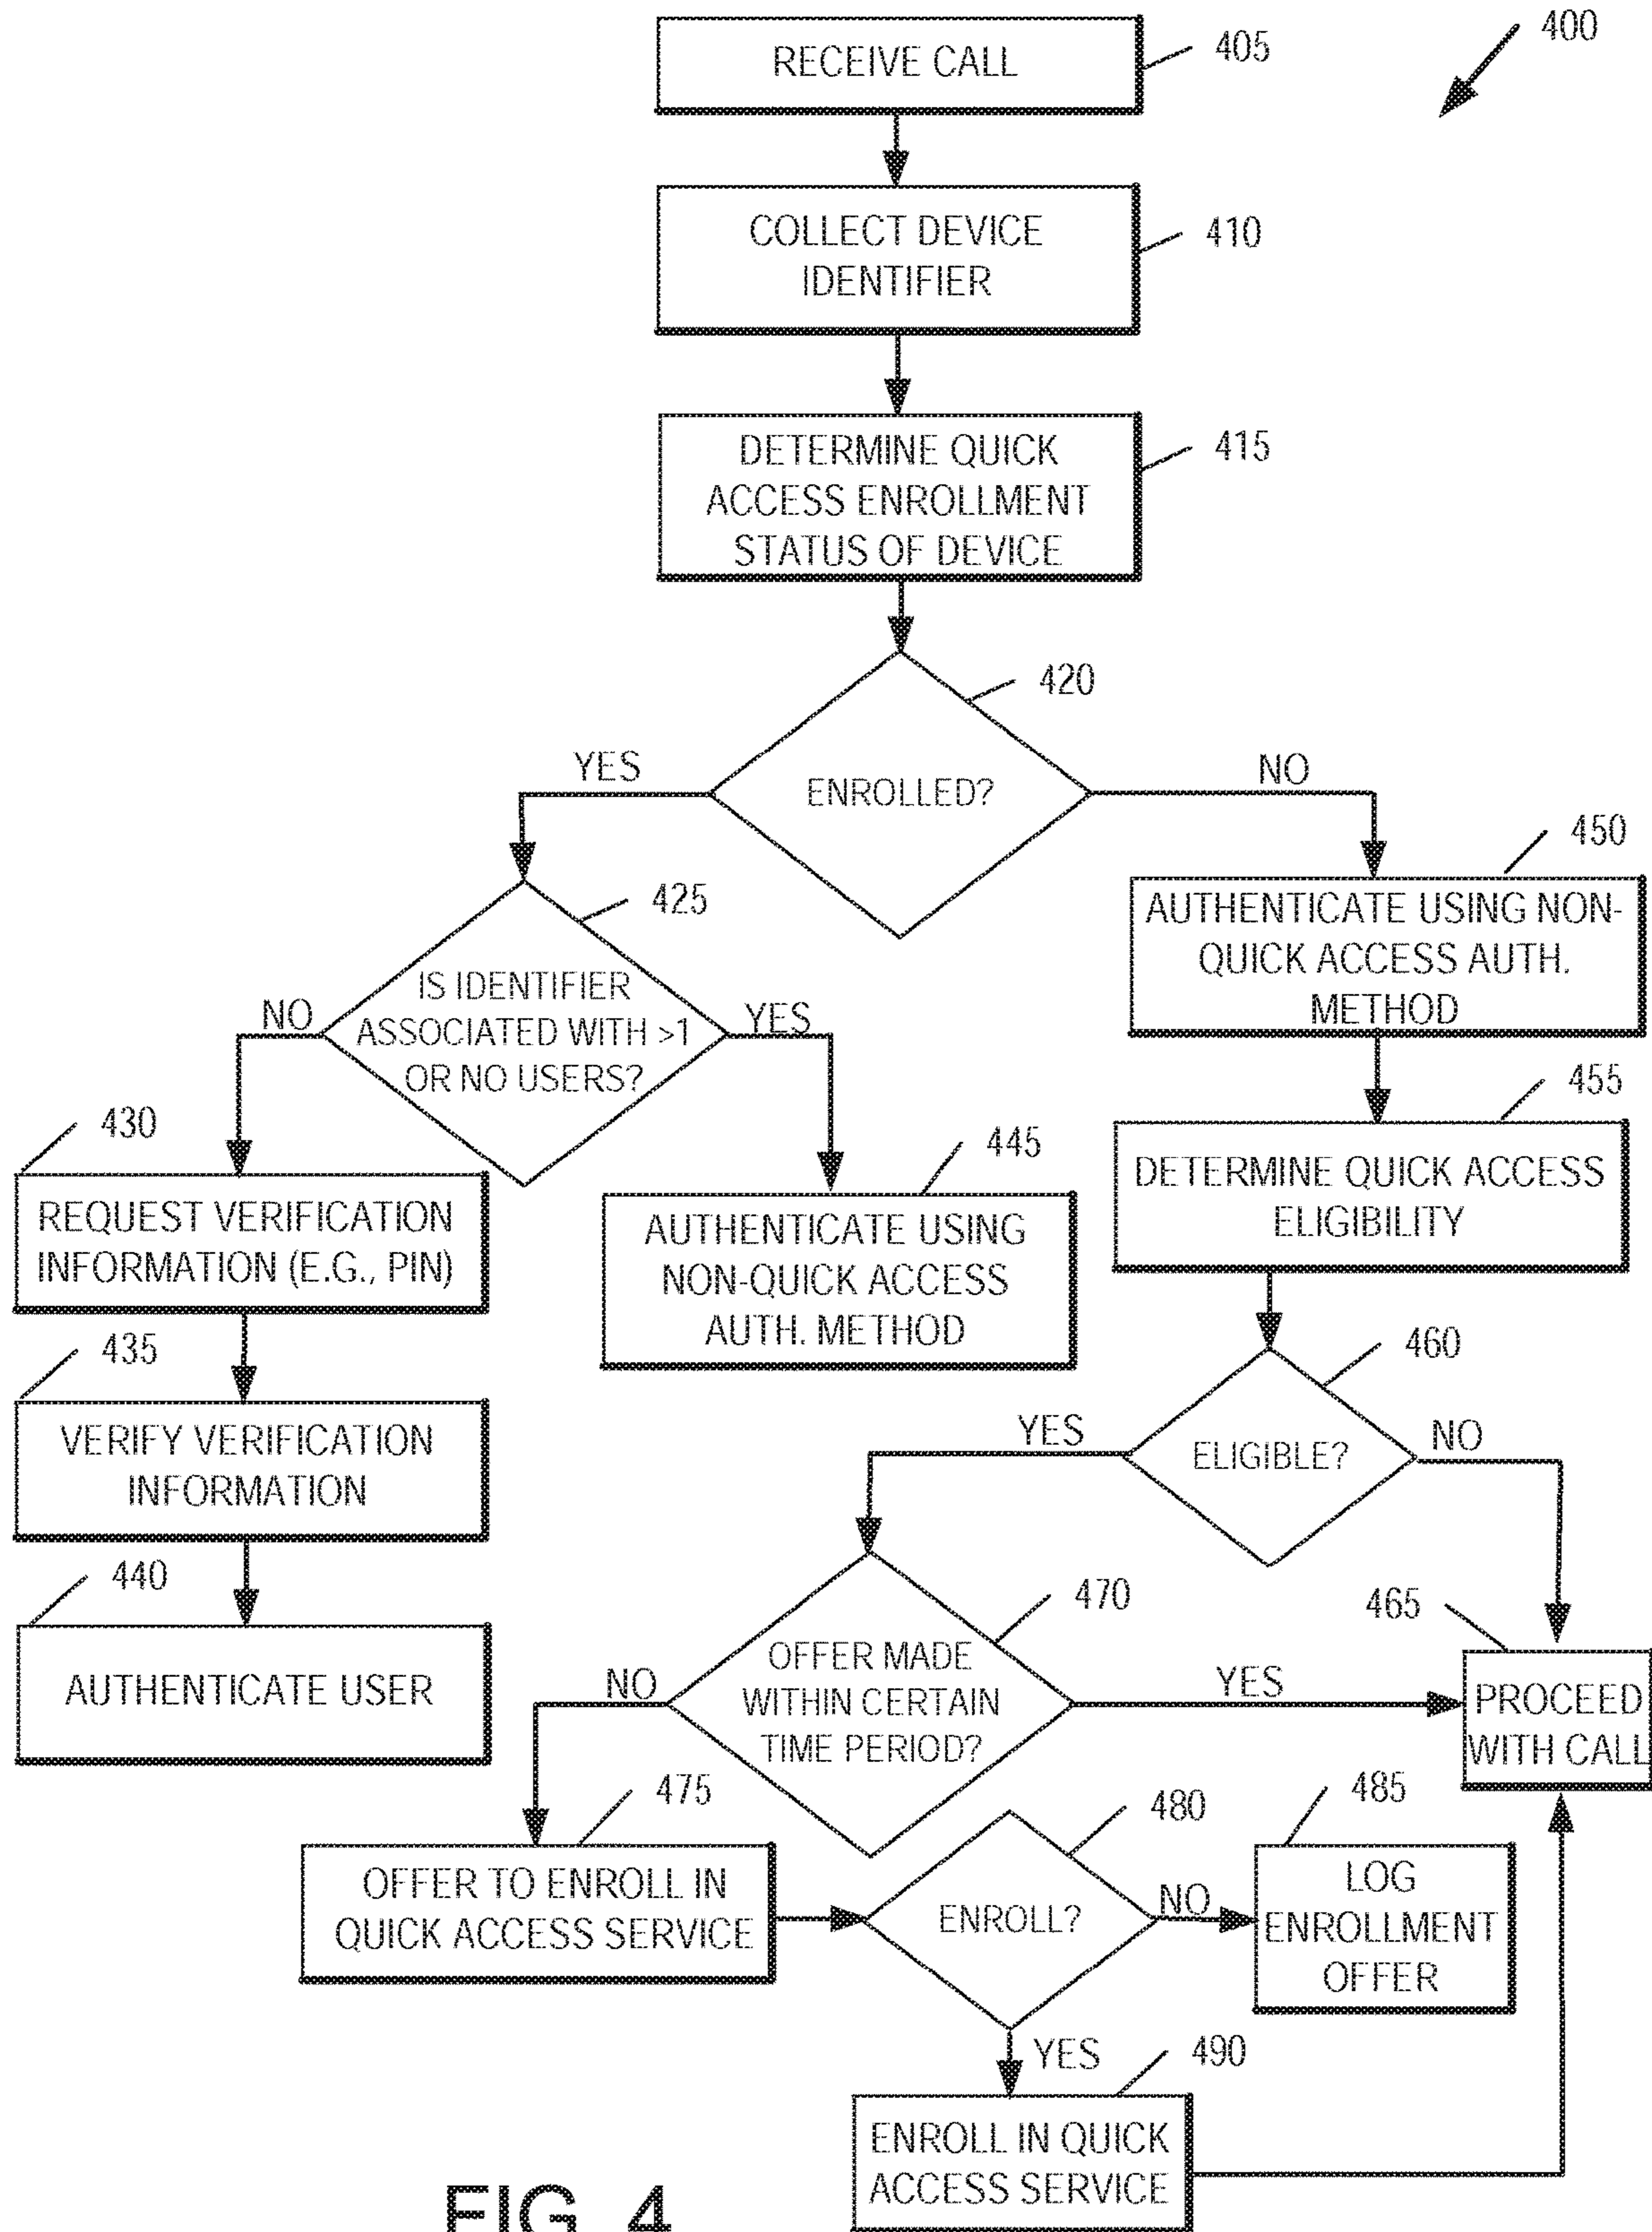 400
RECEIVE CALL
405
COLLECT DEVICE
IDENTIFIER
410
DETERMINE QUICK
ACCESS ENROLLMENT
STATUS OF DEVICE
415
420
ENROLLED?
YES
NO
425
IS IDENTIFIER
ASSOCIATED WITH >1
OR NO USERS?
NO
YES
450
AUTHENTICATE USING NON-
QUICK ACCESS AUTH.
METHOD
430
REQUEST VERIFICATION
INFORMATION (E.G., PIN)
445
AUTHENTICATE USING
NON-QUICK ACCESS
AUTH. METHOD
455
DETERMINE QUICK ACCESS
ELIGIBILITY
435
VERIFY VERIFICATION
INFORMATION
460
ELIGIBLE?
YES
NO
440
AUTHENTICATE USER
470
OFFER MADE
WITHIN CERTAIN
TIME PERIOD?
NO
YES
465
PROCEED
WITH CALL
475
OFFER TO ENROLL IN
QUICK ACCESS SERVICE
480
ENROLL?
NO
485
LOG
ENROLLMENT
OFFER
YES
490
ENROLL IN QUICK
ACCESS SERVICE
FIG. 4